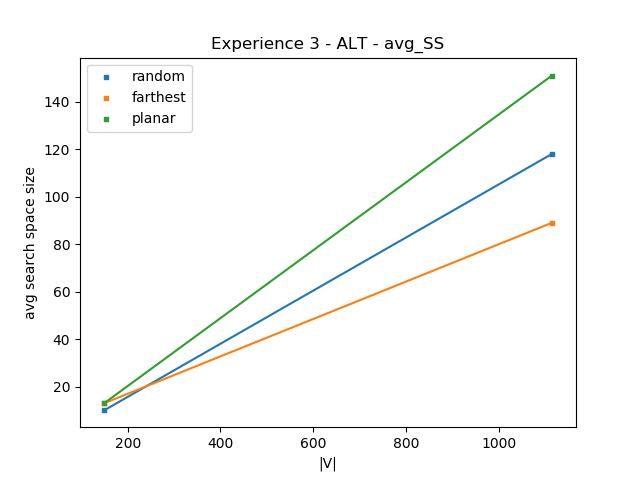 Experience 3 - ALT - avg_SS
random
farthest
planar
140
120
100
80
60
40
20
avg search space size
200 400 600 800 1000
|V|